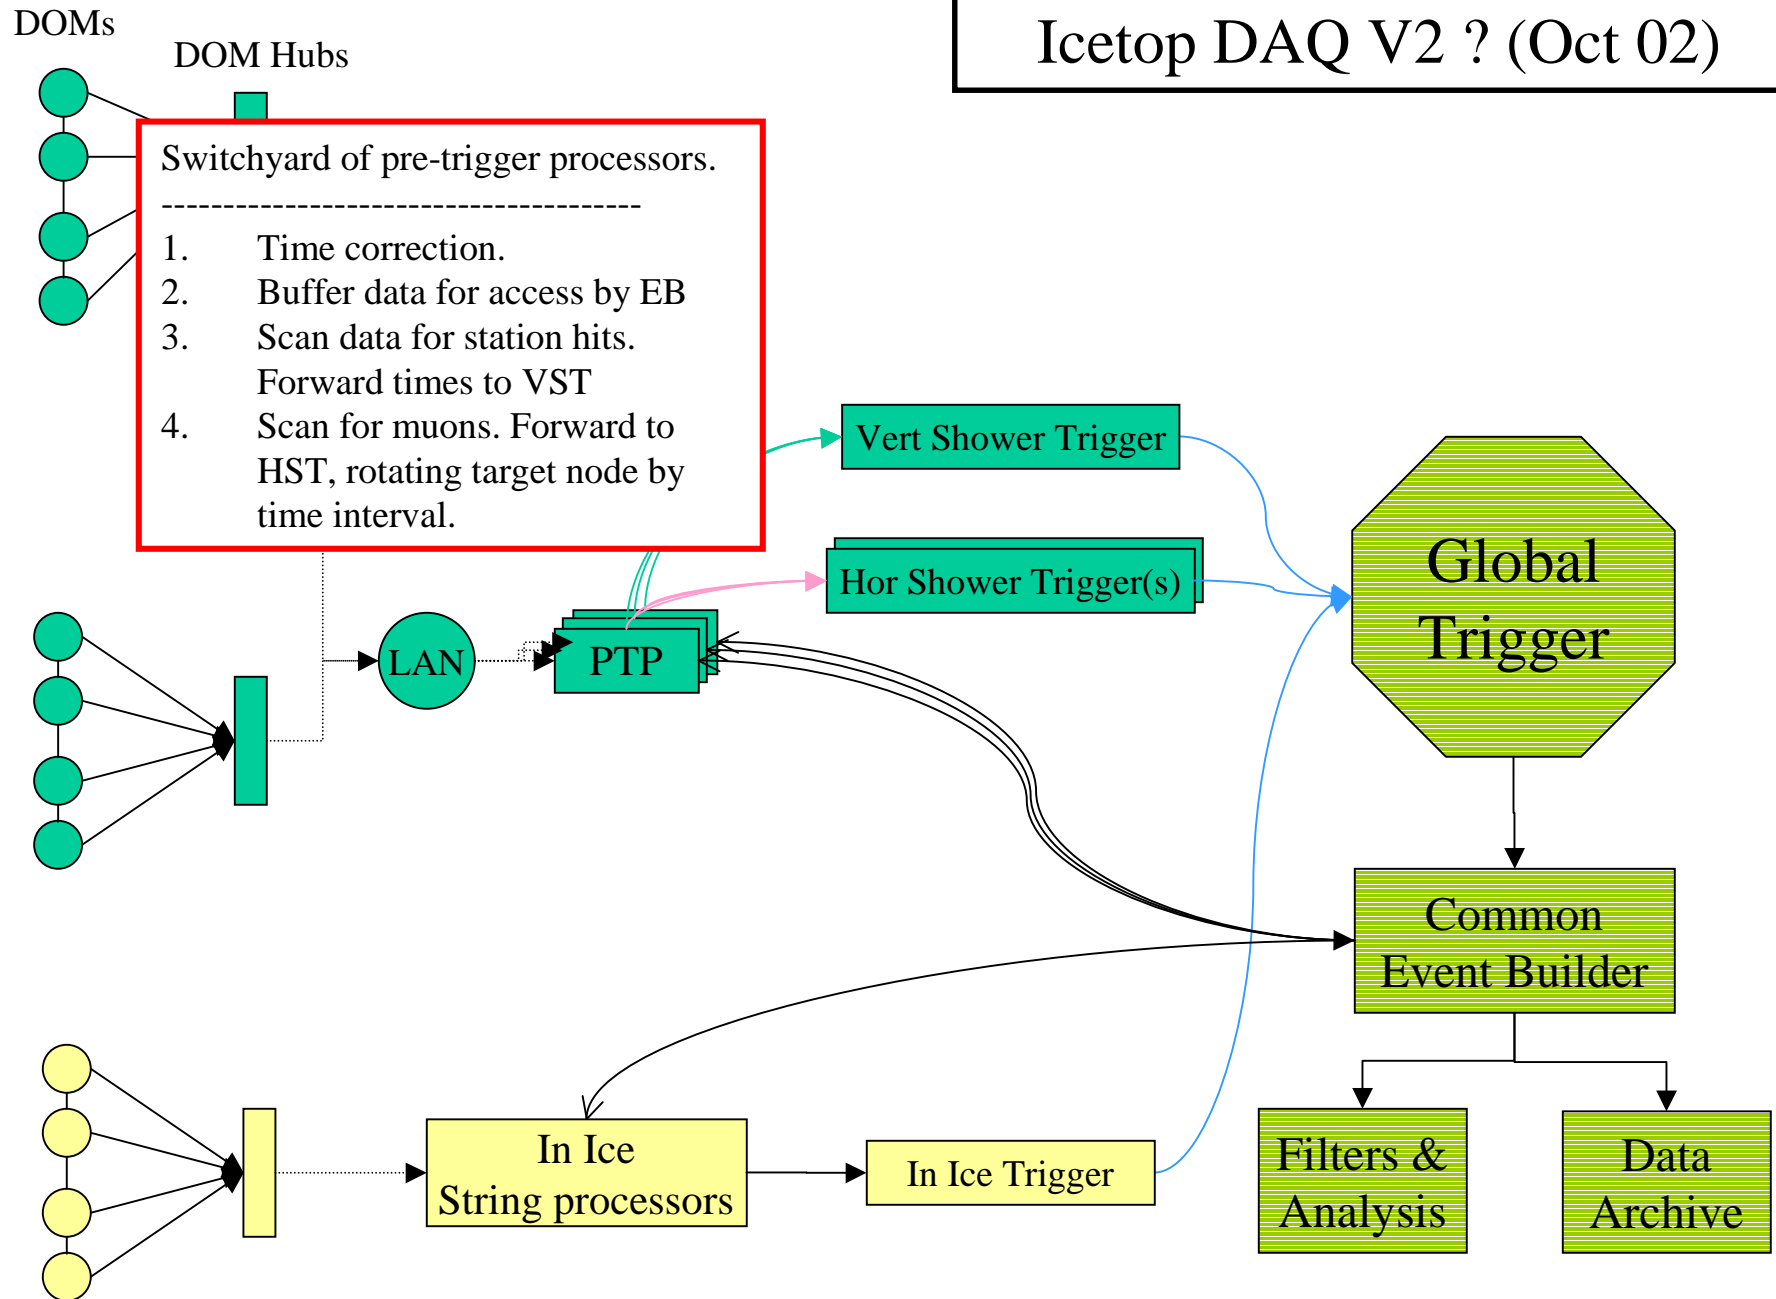 DOMs
DOM Hubs
Icetop DAQ V2 ? (Oct 02)
Switchyard of pre-trigger processors.
---------------------------------------
1. Time correction.
2. Buffer data for access by EB
3. Scan data for station hits.
Forward times to VST
4. Scan for muons. Forward to
HST, rotating target node by
time interval.
Vert Shower Trigger
Hor Shower Trigger(s)
Global
Trigger
LAN
PTP
Common
Event Builder
In Ice
String processors
In Ice Trigger
Filters &
Analysis
Data
Archive